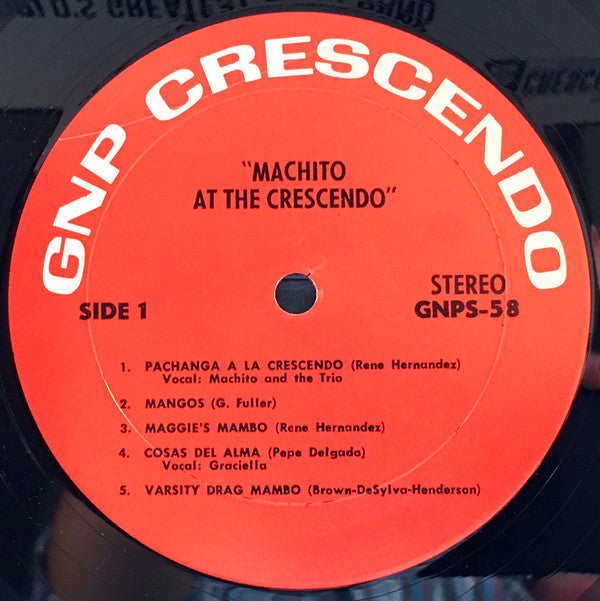 GNP CRESCENDO
"MACHITO
AT THE CRESCENDO"
SIDE 1
STEREO
GNPS-58
1. PACHANGA A LA CRESCENDO (Rene Hernandez)
Vocal: Machito and the Trio
2. MANGOS (G. Fuller)
3. MAGGIE'S MAMBO (Rene Hernandez)
4. COSAS DEL ALMA (Pepe Delgado)
Vocal: Graciella
5. VARSITY DRAG MAMBO (Brown-DeSylva-Henderson)